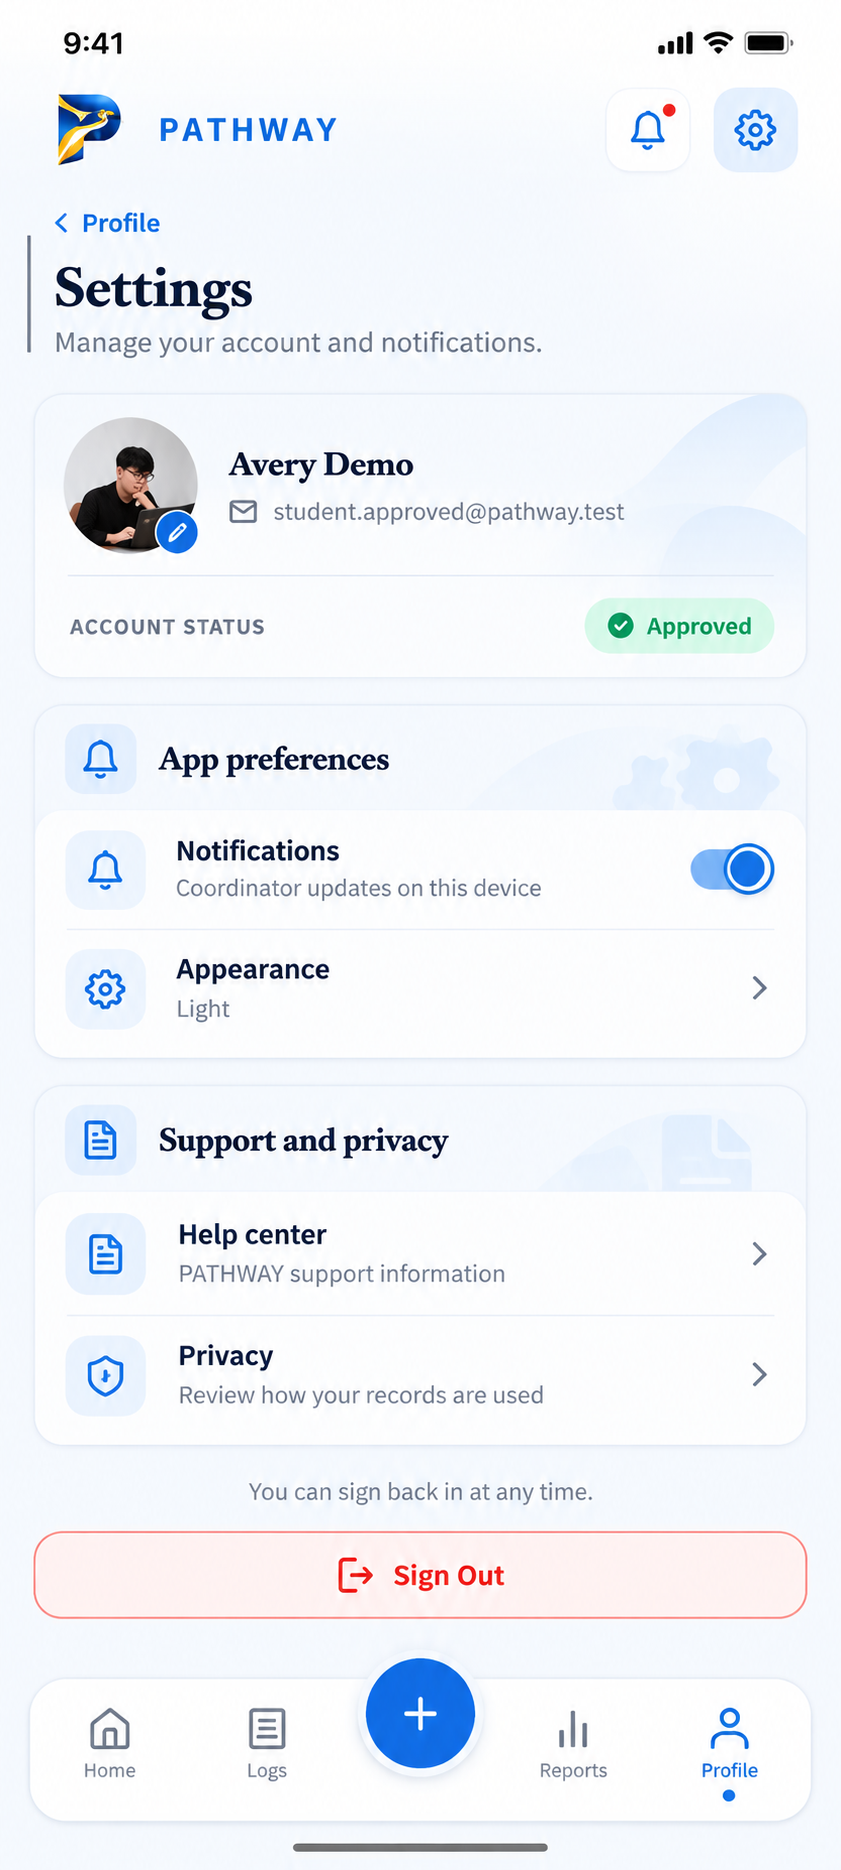 9:41
PATHWAY
Profile
Settings
Manage your account and notifications.
Avery Demo
student.approved@pathway.test
ACCOUNT STATUS
Approved
App preferences
Notifications
Coordinator updates on this device
Appearance
Light
Support and privacy
Help center
PATHWAY support information
Privacy
Review how your records are used
You can sign back in at any time.
Sign Out
Home
Logs
Reports
Profile